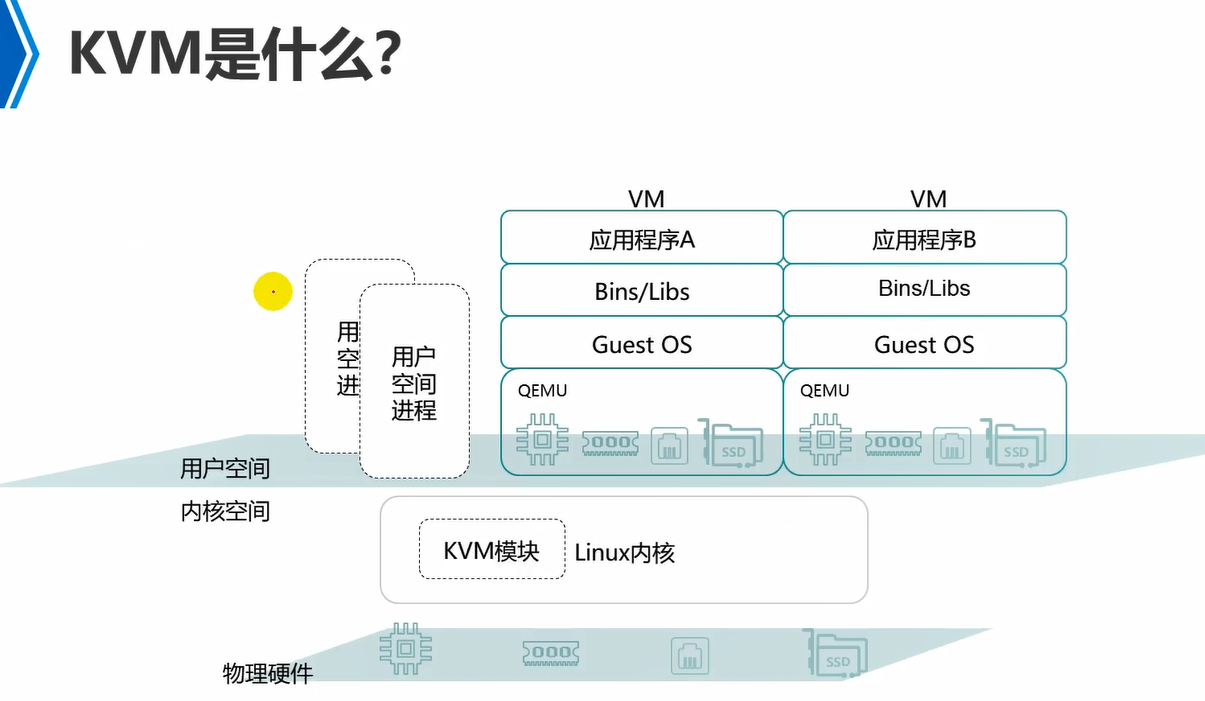 KVM是什么?
VM
VM
应用程序A
应用程序B
Bins/Libs
Bins/Libs
Guest OS
Guest OS
QEMU
QEMU
SSD
SSD
用
空
进
用户
空间
进程
用户空间
内核空间
KVM模块
Linux内核
物理硬件
SSD